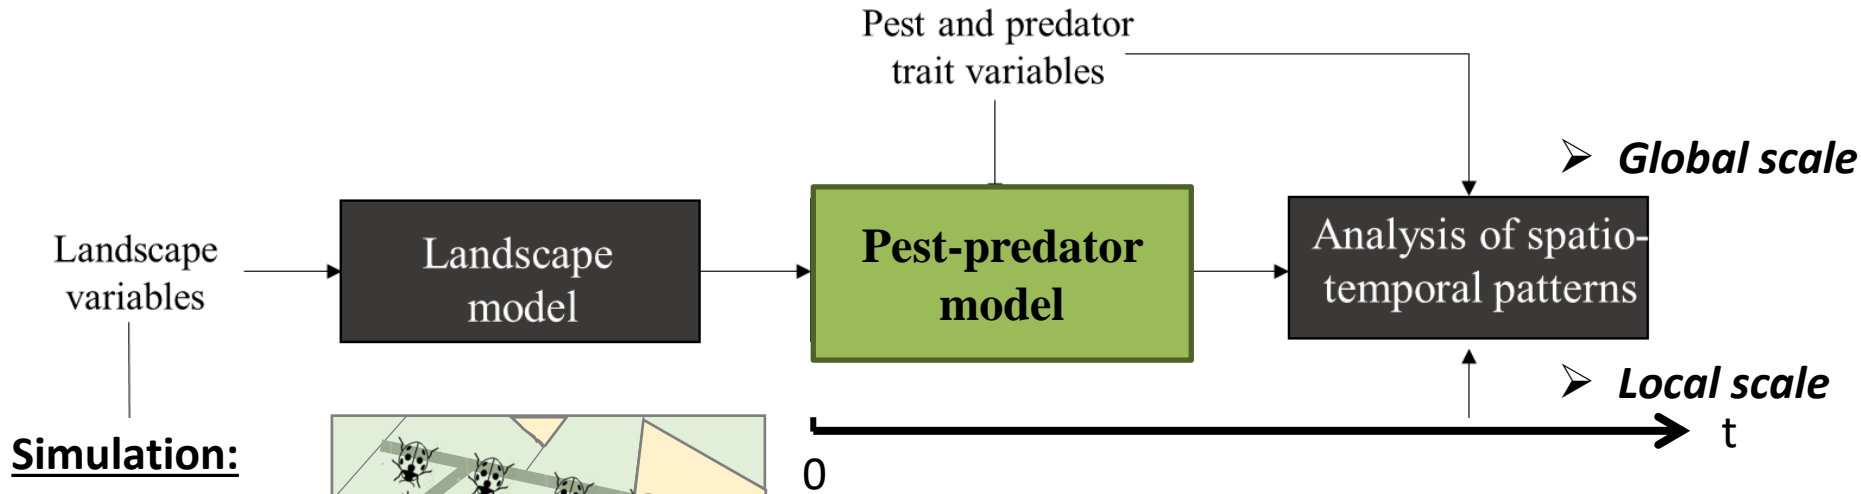 Pest and predator
trait variables
➢ Global scale
Landscape
variables
Landscape
model
Pest-predator
model
Analysis of spatio-
temporal patterns
➢ Local scale
Simulation:
0
t